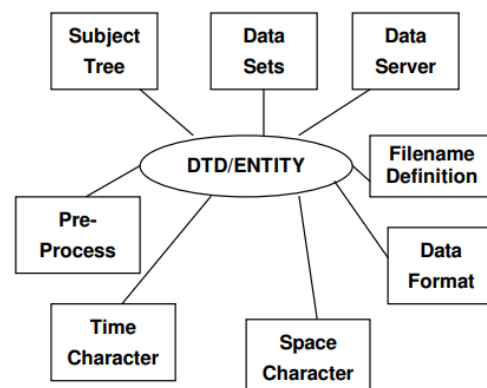 Subject
Tree
Data
Sets
Data
Server
DTD/ENTITY
Filename
Definition
Pre-
Process
Data
Format
Time
Character
Space
Character